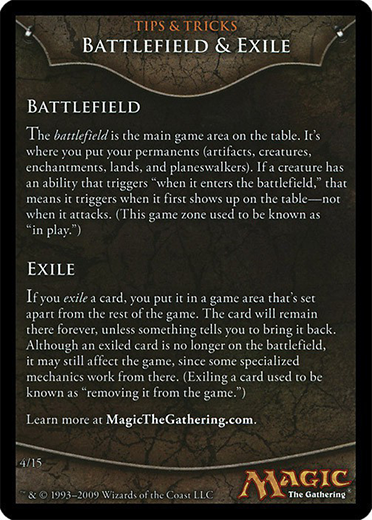 TIPS & TRICKS
BATTLEFIELD & EXILE
BATTLEFIELD
The battlefield is the main game area on the table. It's
where you put your permanents (artifacts, creatures,
enchantments, lands, and planeswalkers). If a creature has
an ability that triggers “when it enters the battlefield,” that
means it triggers when it first shows up on the table—not
when it attacks. (This game zone used to be known as
“in play.”)
EXILE
If you exile a card, you put it in a game area that's set
apart from the rest of the game. The card will remain
there forever, unless something tells you to bring it back.
Although an exiled card is no longer on the battlefield,
it may still affect the game, since some specialized
mechanics work from there. (Exiling a card used to be
known as “removing it from the game.”)
Learn more at MagicTheGathering.com.
4/15
™ & © 1993–2009 Wizards of the Coast LLC
MAGIC
The Gathering®